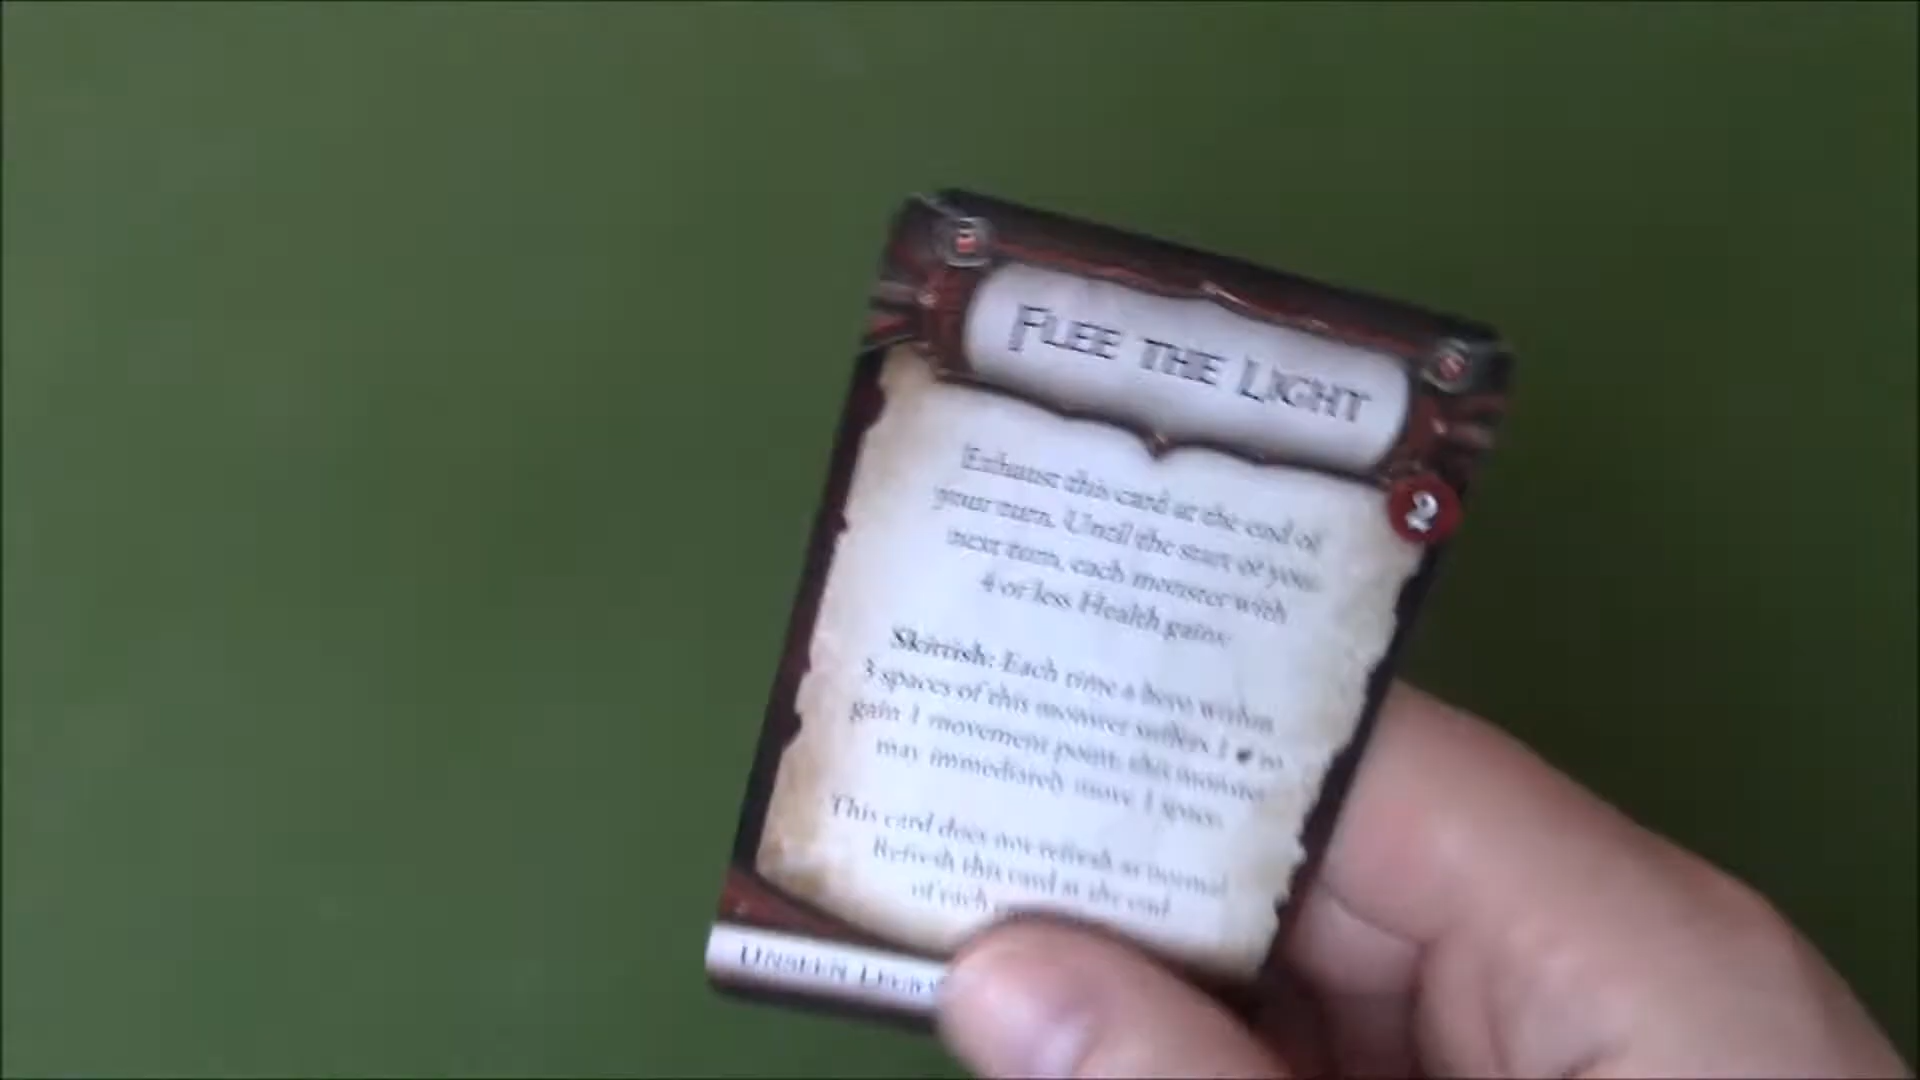 FLEE THE LIGHT
2
Exhaust this card at the end of
your turn. Until the start of your
next turn, each monster with
4 or less Health gains:
Skittish: Each time a hero within
3 spaces of this monster suffers 1 to
gain 1 movement point, this monster
may immediately move 1 space.
This card does not refresh as normal.
Refresh this card at the end
of each
UNSEEN